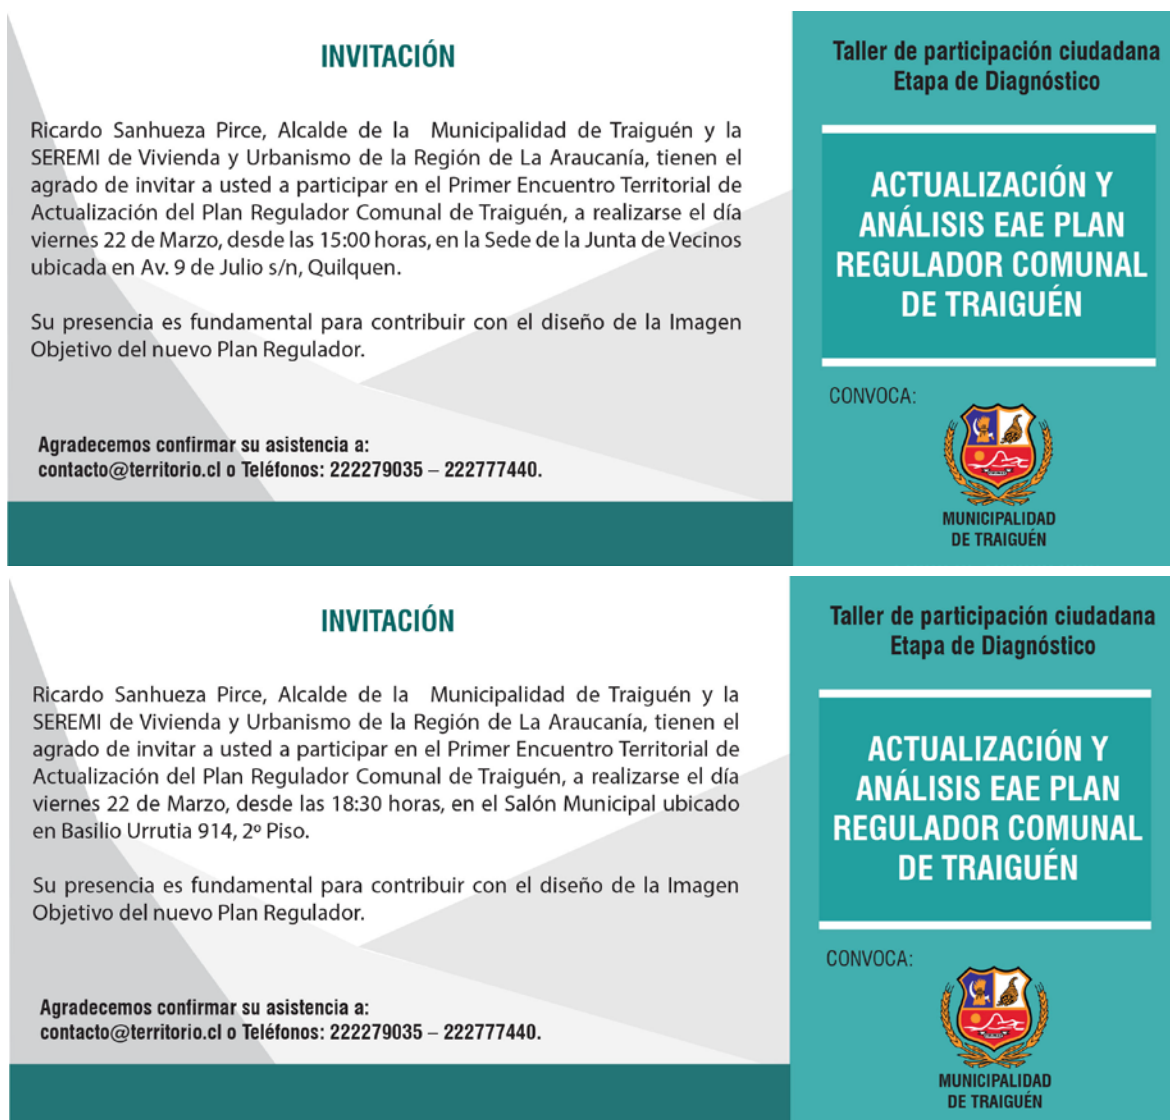 INVITACIÓN
Ricardo Sanhueza Pirce, Alcalde de la Municipalidad de Traiguén y la
SEREMI de Vivienda y Urbanismo de la Región de La Araucanía, tienen el
agrado de invitar a usted a participar en el Primer Encuentro Territorial de
Actualización del Plan Regulador Comunal de Traiguén, a realizarse el día
viernes 22 de Marzo, desde las 15:00 horas, en la Sede de la Junta de Vecinos
ubicada en Av. 9 de Julio s/n, Quilquen.
Su presencia es fundamental para contribuir con el diseño de la Imagen
Objetivo del nuevo Plan Regulador.
Agradecemos confirmar su asistencia a:
contacto@territorio.cl o Teléfonos: 222279035 – 222777440.
Taller de participación ciudadana
Etapa de Diagnóstico
ACTUALIZACIÓN Y
ANÁLISIS EAE PLAN
REGULADOR COMUNAL
DE TRAIGUÉN
CONVOCA:
MUNICIPALIDAD
DE TRAIGUÉN
INVITACIÓN
Ricardo Sanhueza Pirce, Alcalde de la Municipalidad de Traiguén y la
SEREMI de Vivienda y Urbanismo de la Región de La Araucanía, tienen el
agrado de invitar a usted a participar en el Primer Encuentro Territorial de
Actualización del Plan Regulador Comunal de Traiguén, a realizarse el día
viernes 22 de Marzo, desde las 18:30 horas, en el Salón Municipal ubicado
en Basilio Urrutia 914, 2º Piso.
Su presencia es fundamental para contribuir con el diseño de la Imagen
Objetivo del nuevo Plan Regulador.
Agradecemos confirmar su asistencia a:
contacto@territorio.cl o Teléfonos: 222279035 – 222777440.
Taller de participación ciudadana
Etapa de Diagnóstico
ACTUALIZACIÓN Y
ANÁLISIS EAE PLAN
REGULADOR COMUNAL
DE TRAIGUÉN
CONVOCA:
MUNICIPALIDAD
DE TRAIGUÉN